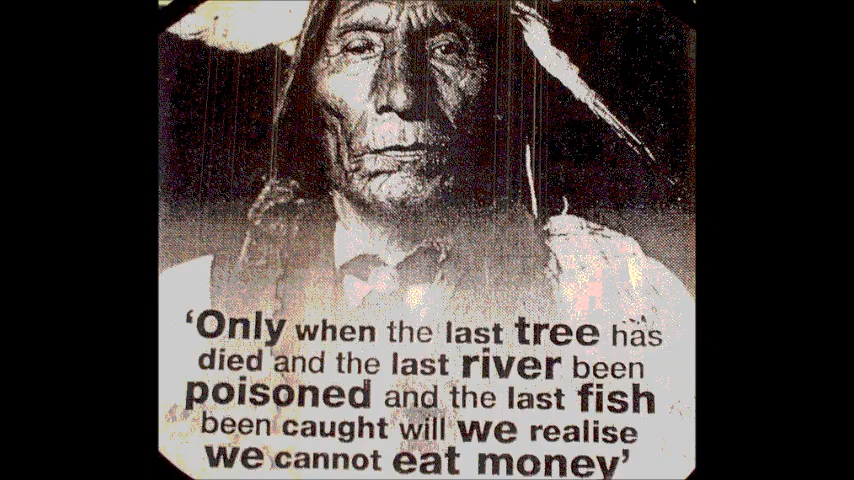 'Only when the last tree has
died and the last river been
poisoned and the last fish
been caught will we realise
we cannot eat money'